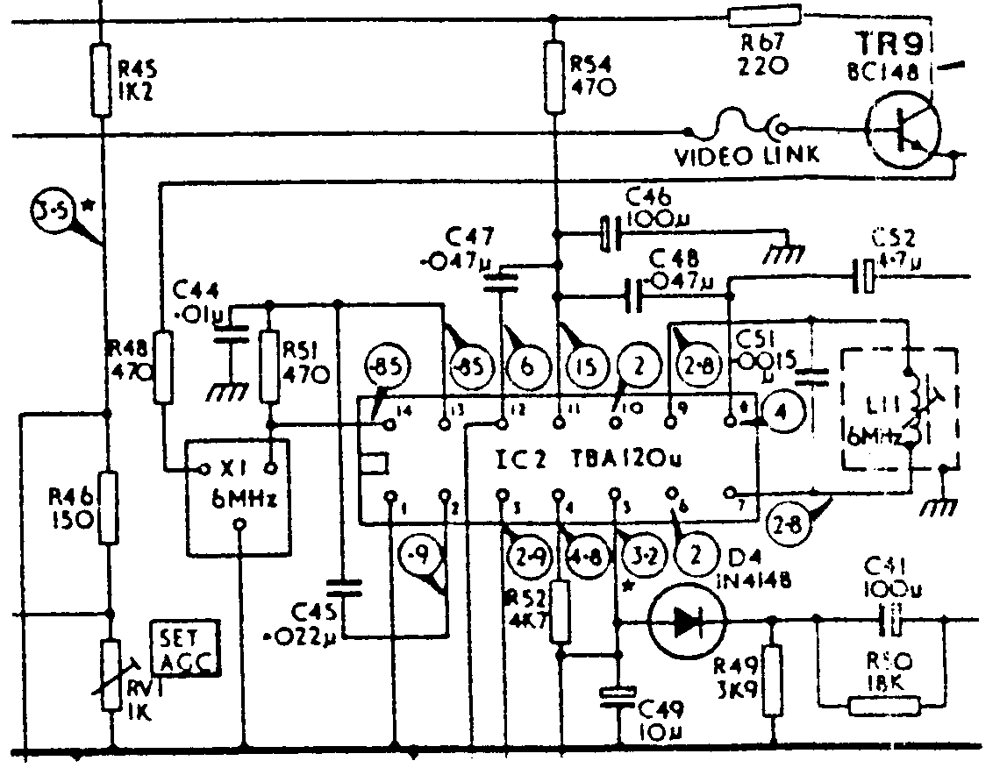 R45
1K2
R54
470
R67
220
TR9
BC148
VIDEO LINK
3·5 ★
C46
100µ
C47
·047µ
C48
·047µ
C52
4·7µ
C44
·01µ
R48
470
R51
470
·85
·85
6
15
2
2·8
C51
·0015
µ
4
14
13
12
11
10
9
8
L11
6MHz
IC2 TBA120u
X1
6MHz
R46
150
1
2
3
4
5
6
7
2·8
·9
2·9
4·8
3·2
★
2
D4
1N4148
C41
100µ
R52
4K7
C45
·022µ
SET
AGC
RV1
1K
R49
3K9
18K
C49
10µ